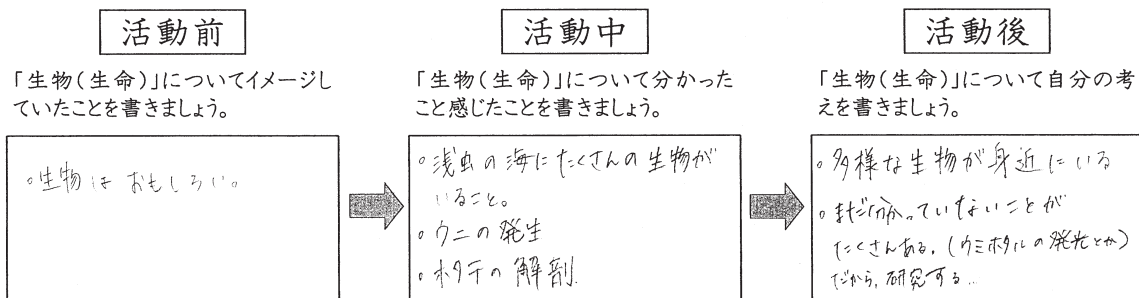 活動前
「生物(生命)」についてイメージし
ていたことを書きましょう。
。生物は おもしろい。
活動中
「生物(生命)」について分かった
こと感じたことを書きましょう。
。浅虫の海にたくさんの生物が
いること。
。ウニの発生
。ホタテの解剖.
活動後
「生物(生命)」について自分の考
えを書きましょう。
。多様な生物が身近にいる
。まだ分かっていないことが
たくさんある。(ウミホタルの発光とか)
だから、研究する…